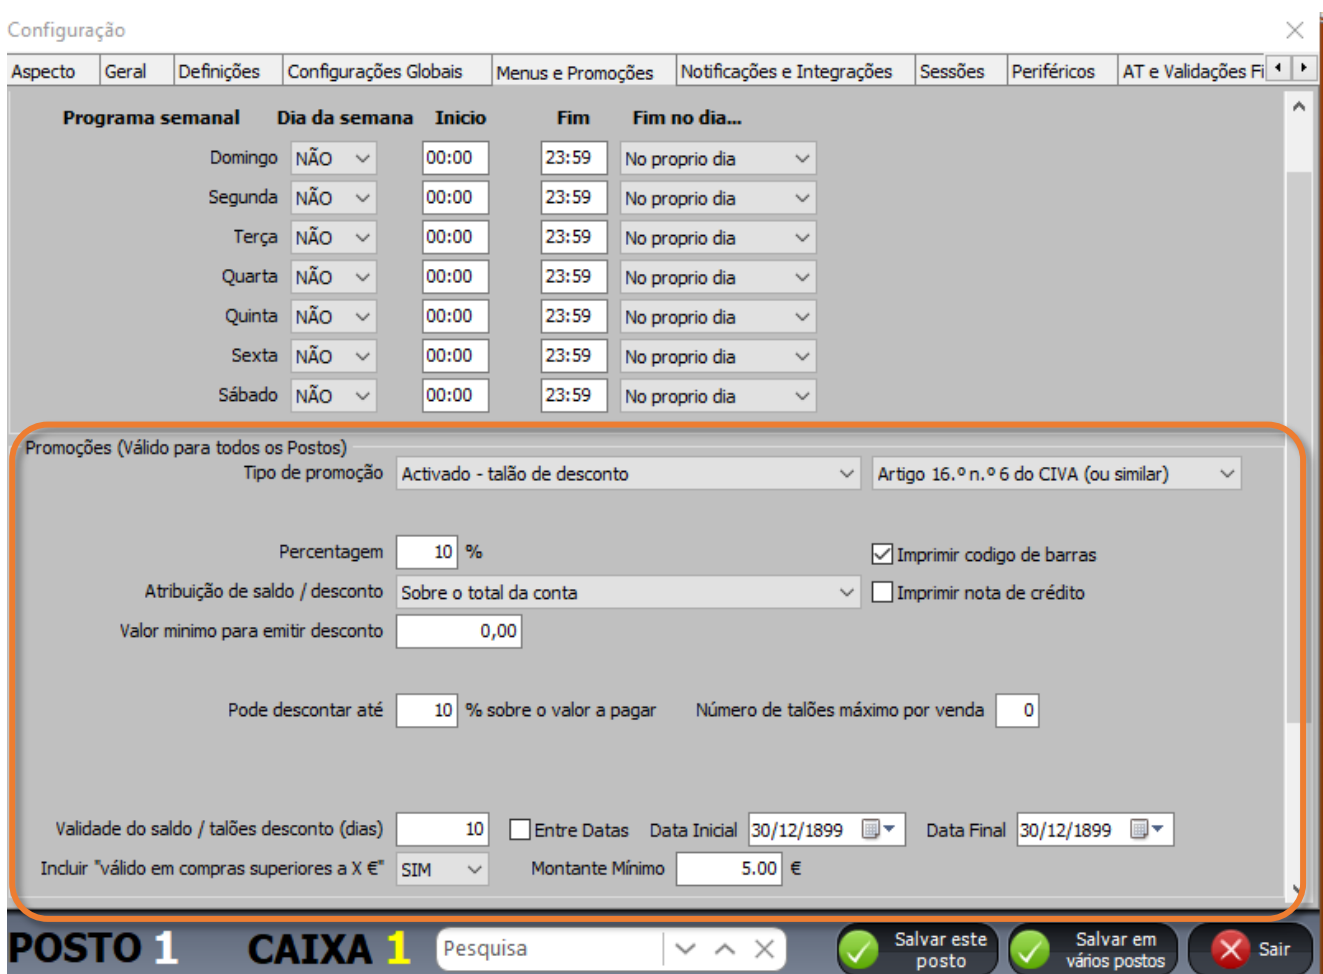 Configuração
Aspecto Geral Definições Configurações Globais Menus e Promoções Notificações e Integrações Sessões Periféricos AT e Validações Fi
Programa semanal Dia da semana Inicio Fim Fim no dia...
Domingo NÃO 00:00 23:59 No proprio dia
Segunda NÃO 00:00 23:59 No proprio dia
Terça NÃO 00:00 23:59 No proprio dia
Quarta NÃO 00:00 23:59 No proprio dia
Quinta NÃO 00:00 23:59 No proprio dia
Sexta NÃO 00:00 23:59 No proprio dia
Sábado NÃO 00:00 23:59 No proprio dia
Promoções (Válido para todos os Postos)
Tipo de promoção Activado - talão de desconto Artigo 16.º n.º 6 do CIVA (ou similar)
Percentagem 10 % Imprimir codigo de barras
Atribuição de saldo / desconto Sobre o total da conta Imprimir nota de crédito
Valor minimo para emitir desconto 0,00
Pode descontar até 10 % sobre o valor a pagar Número de talões máximo por venda 0
Validade do saldo / talões desconto (dias) 10 Entre Datas Data Inicial 30/12/1899 Data Final 30/12/1899
Incluir "válido em compras superiores a X €" SIM Montante Mínimo 5.00 €
POSTO 1 CAIXA 1 Pesquisa Salvar este posto Salvar em vários postos Sair